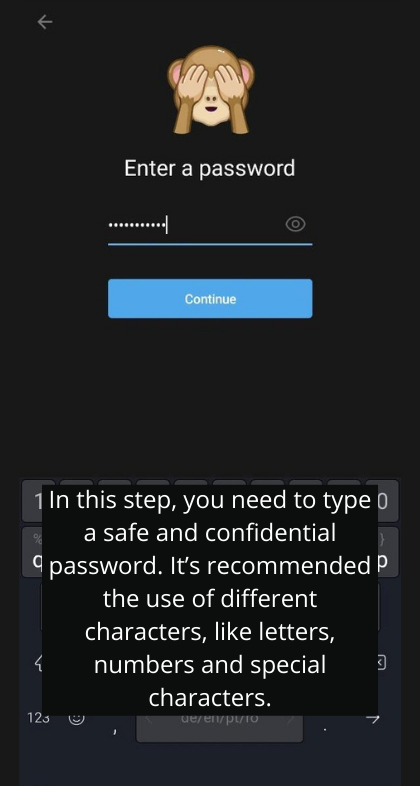 Enter a password
•••••••••••
Continue
1
0
%
}
q
p
In this step, you need to type
a safe and confidential
password. It’s recommended
the use of different
characters, like letters,
numbers and special
characters.
123
,
de/en/pt/ro
.